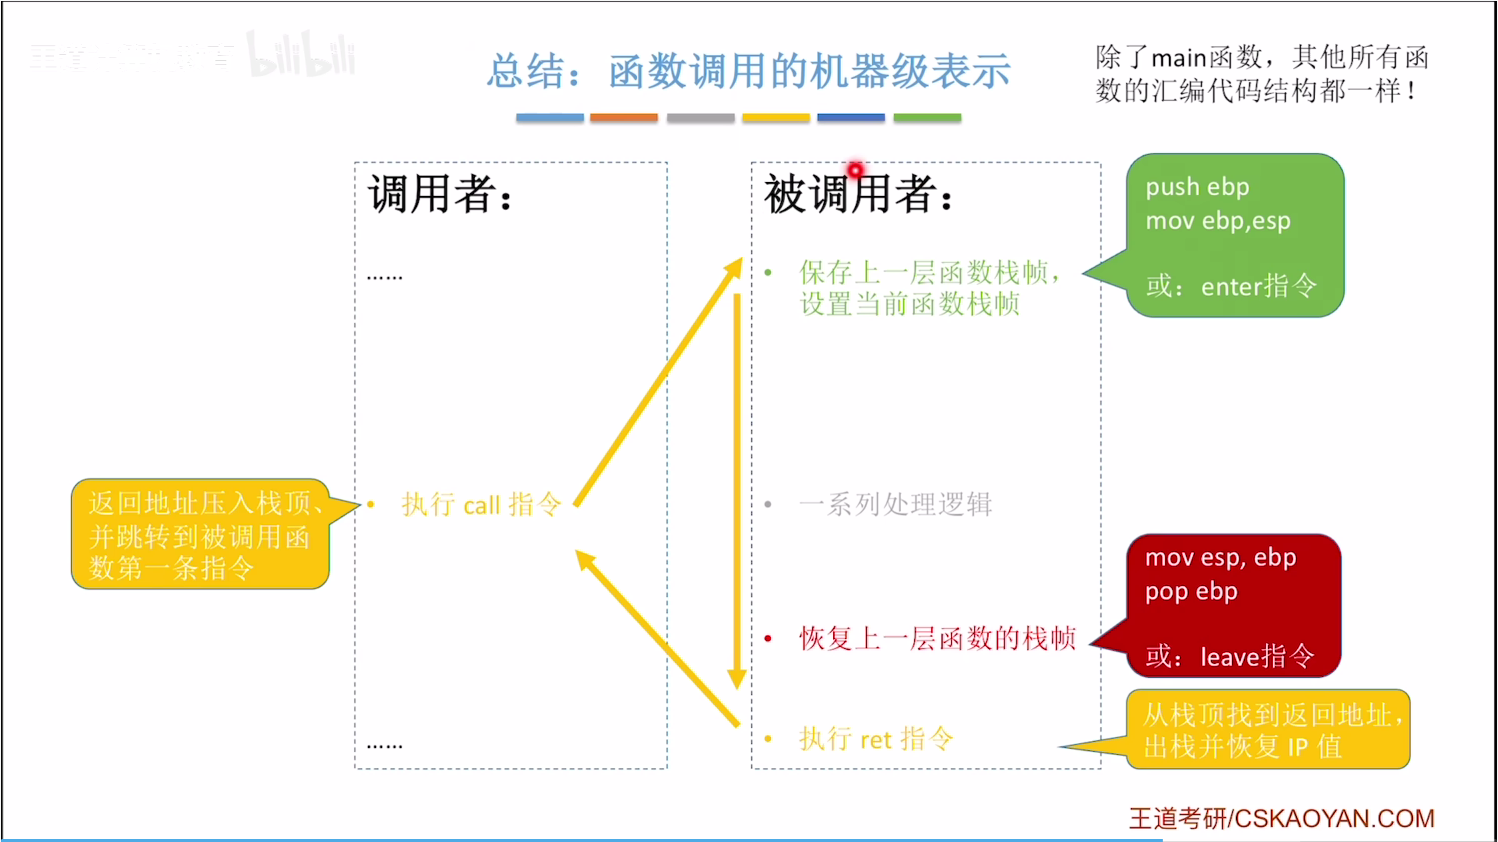 bilibili
总结：函数调用的机器级表示
除了main函数，其他所有函
数的汇编代码结构都一样！
调用者：
……
返回地址压入栈顶、
并跳转到被调用函
数第一条指令
• 执行 call 指令
……
被调用者：
• 保存上一层函数栈帧，
设置当前函数栈帧
push ebp
mov ebp,esp
或：enter指令
• 一系列处理逻辑
• 恢复上一层函数的栈帧
mov esp, ebp
pop ebp
或：leave指令
• 执行 ret 指令
从栈顶找到返回地址，
出栈并恢复 IP 值
王道考研/CSKAOYAN.COM